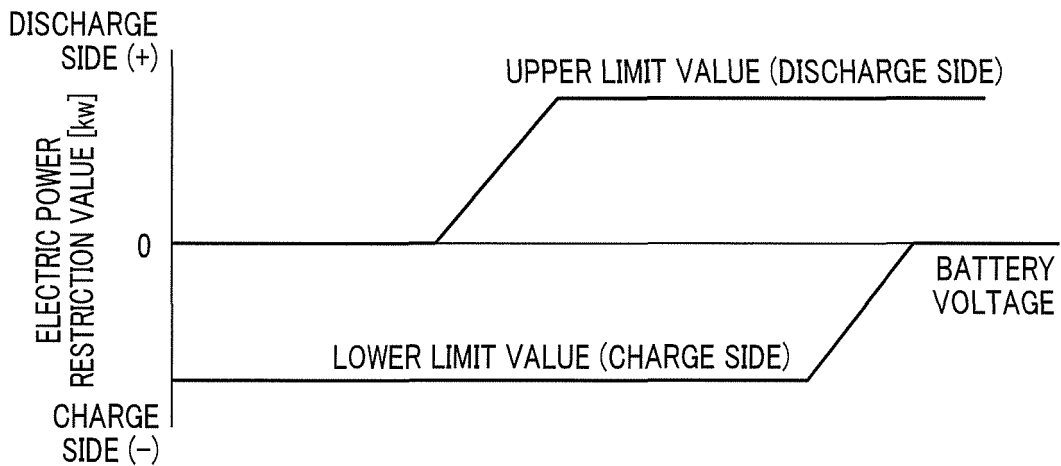 DISCHARGE
SIDE (+)
UPPER LIMIT VALUE (DISCHARGE SIDE)
ELECTRIC POWER
RESTRICTION VALUE [kw]
0
BATTERY
VOLTAGE
LOWER LIMIT VALUE (CHARGE SIDE)
CHARGE
SIDE (−)